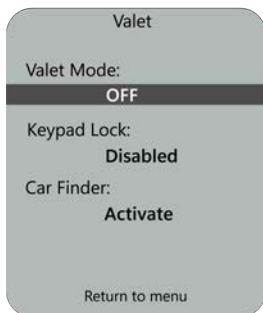 Valet
Valet Mode:
OFF
Keypad Lock:
Disabled
Car Finder:
Activate
Return to menu